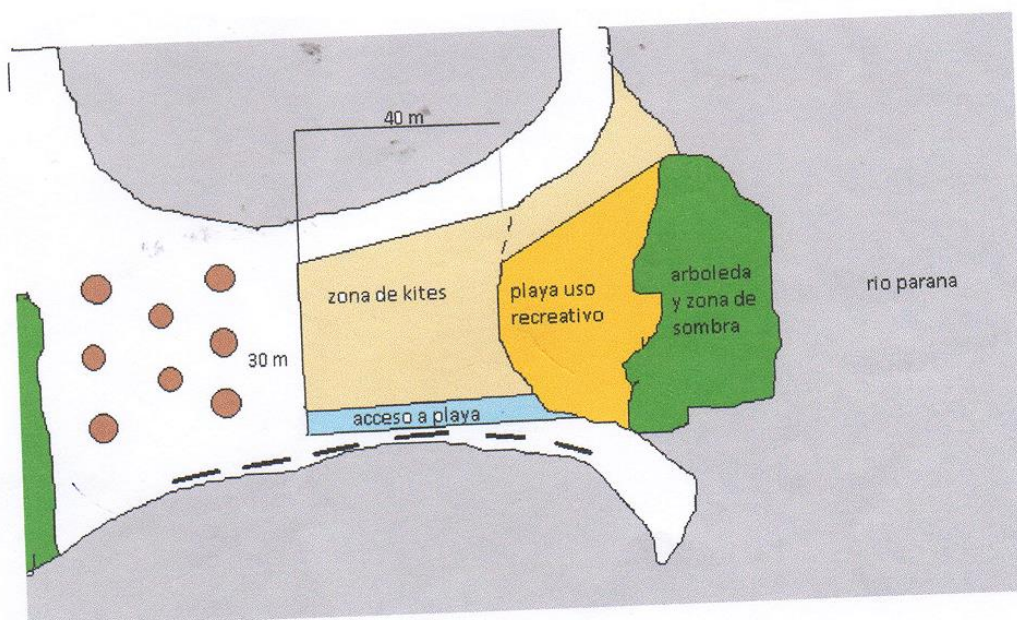 40 m
zona de kites
playa uso
recreativo
arboleda
y zona de
sombra
rio parana
30 m
acceso a playa